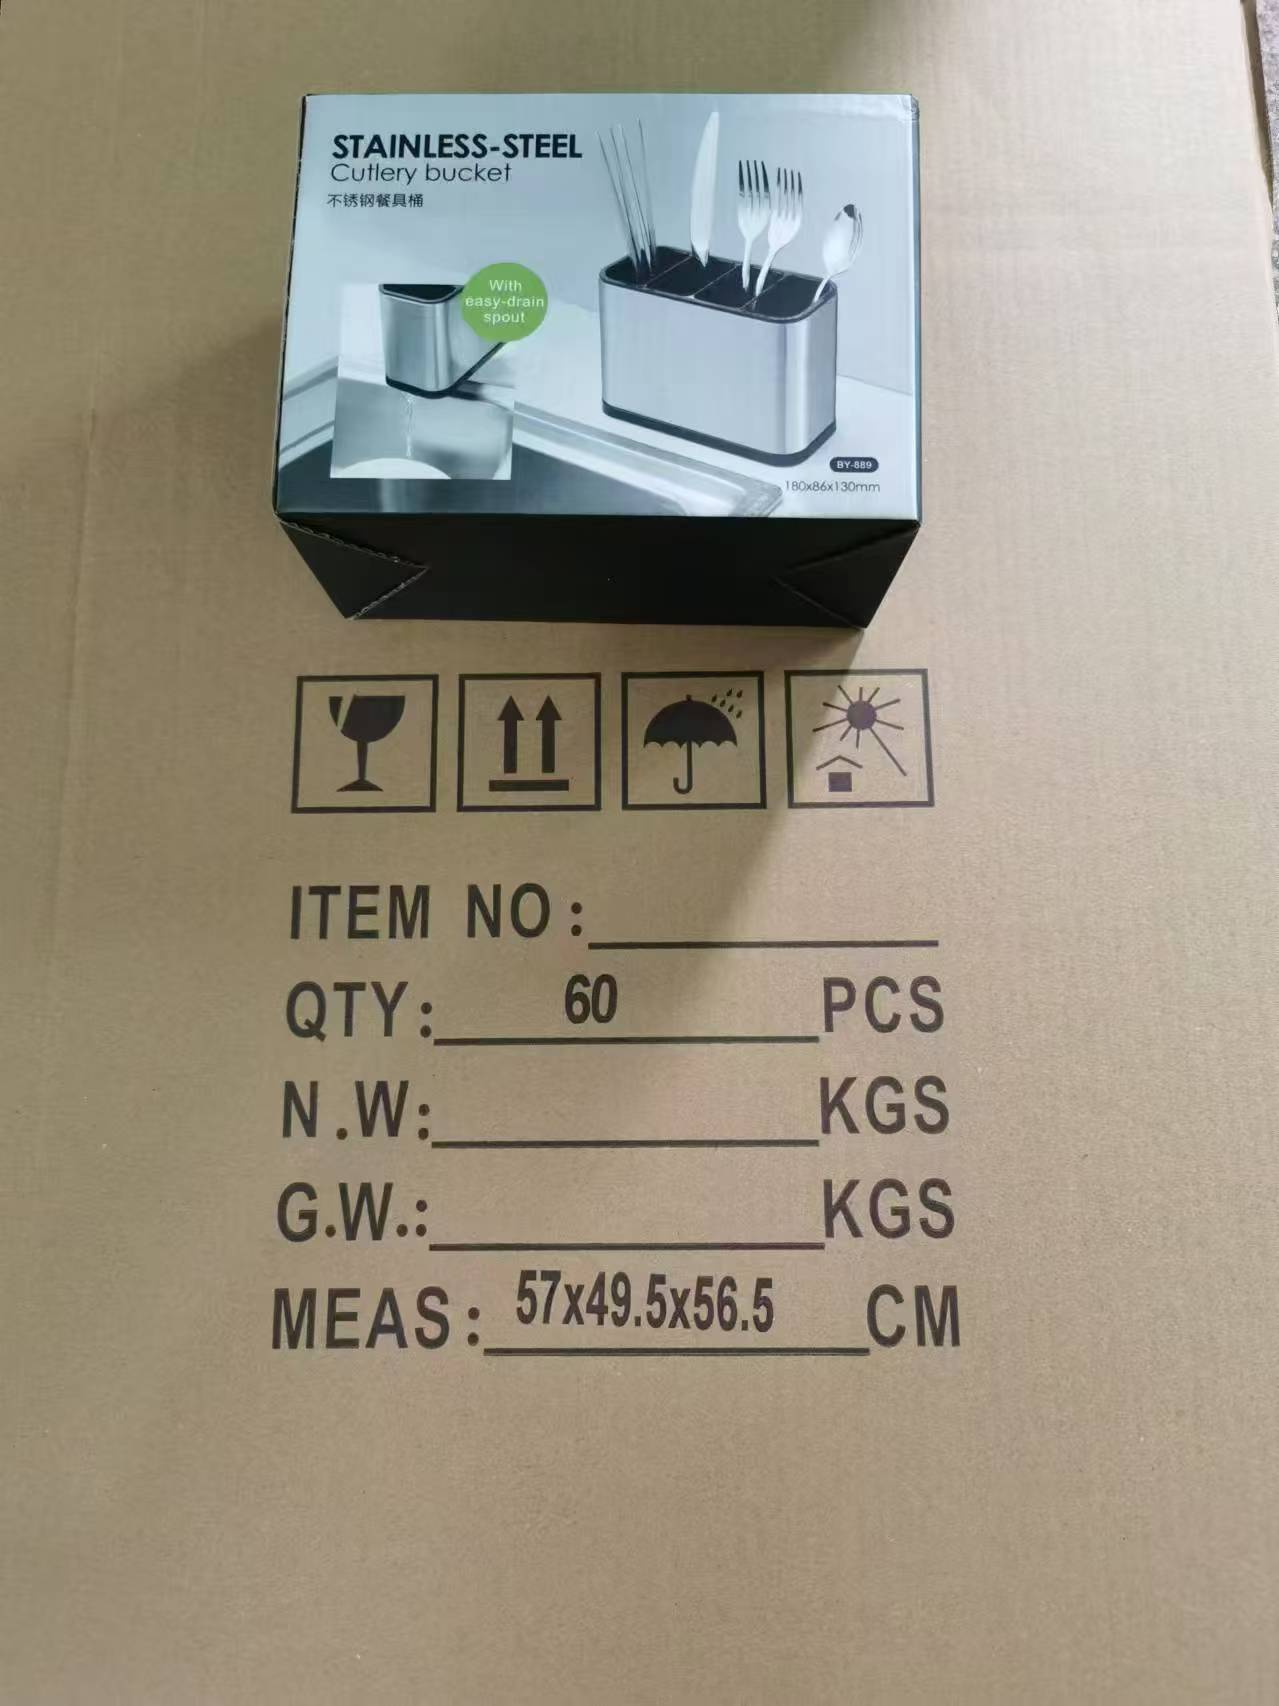 STAINLESS-STEEL
Cutlery bucket
不锈钢餐具桶
With
easy-drain
spout
BY-889
180x86x130mm
ITEM NO:
QTY: 60 PCS
N.W: KGS
G.W.: KGS
MEAS: 57x49.5x56.5 CM